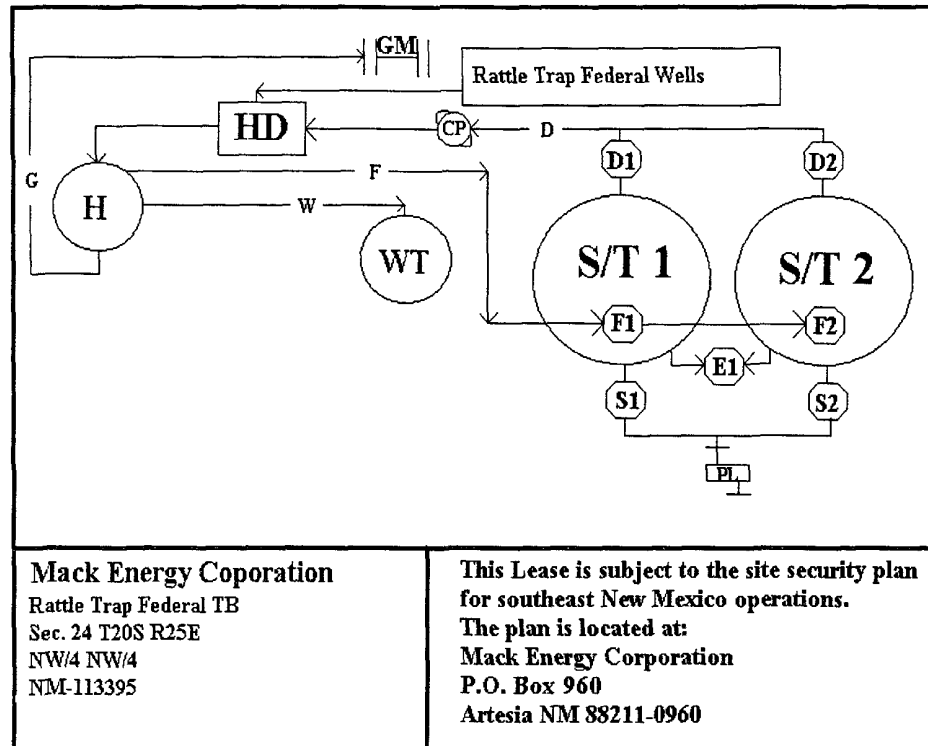 GM
Rattle Trap Federal Wells
HD
CP
D
D1
D2
G
F
H
W
WT
S/T 1
S/T 2
F1
F2
E1
S1
S2
PL
Mack Energy Coporation
Rattle Trap Federal TB
Sec. 24 T20S R25E
NW/4 NW/4
NM-113395
This Lease is subject to the site security plan
for southeast New Mexico operations.
The plan is located at:
Mack Energy Corporation
P.O. Box 960
Artesia NM 88211-0960